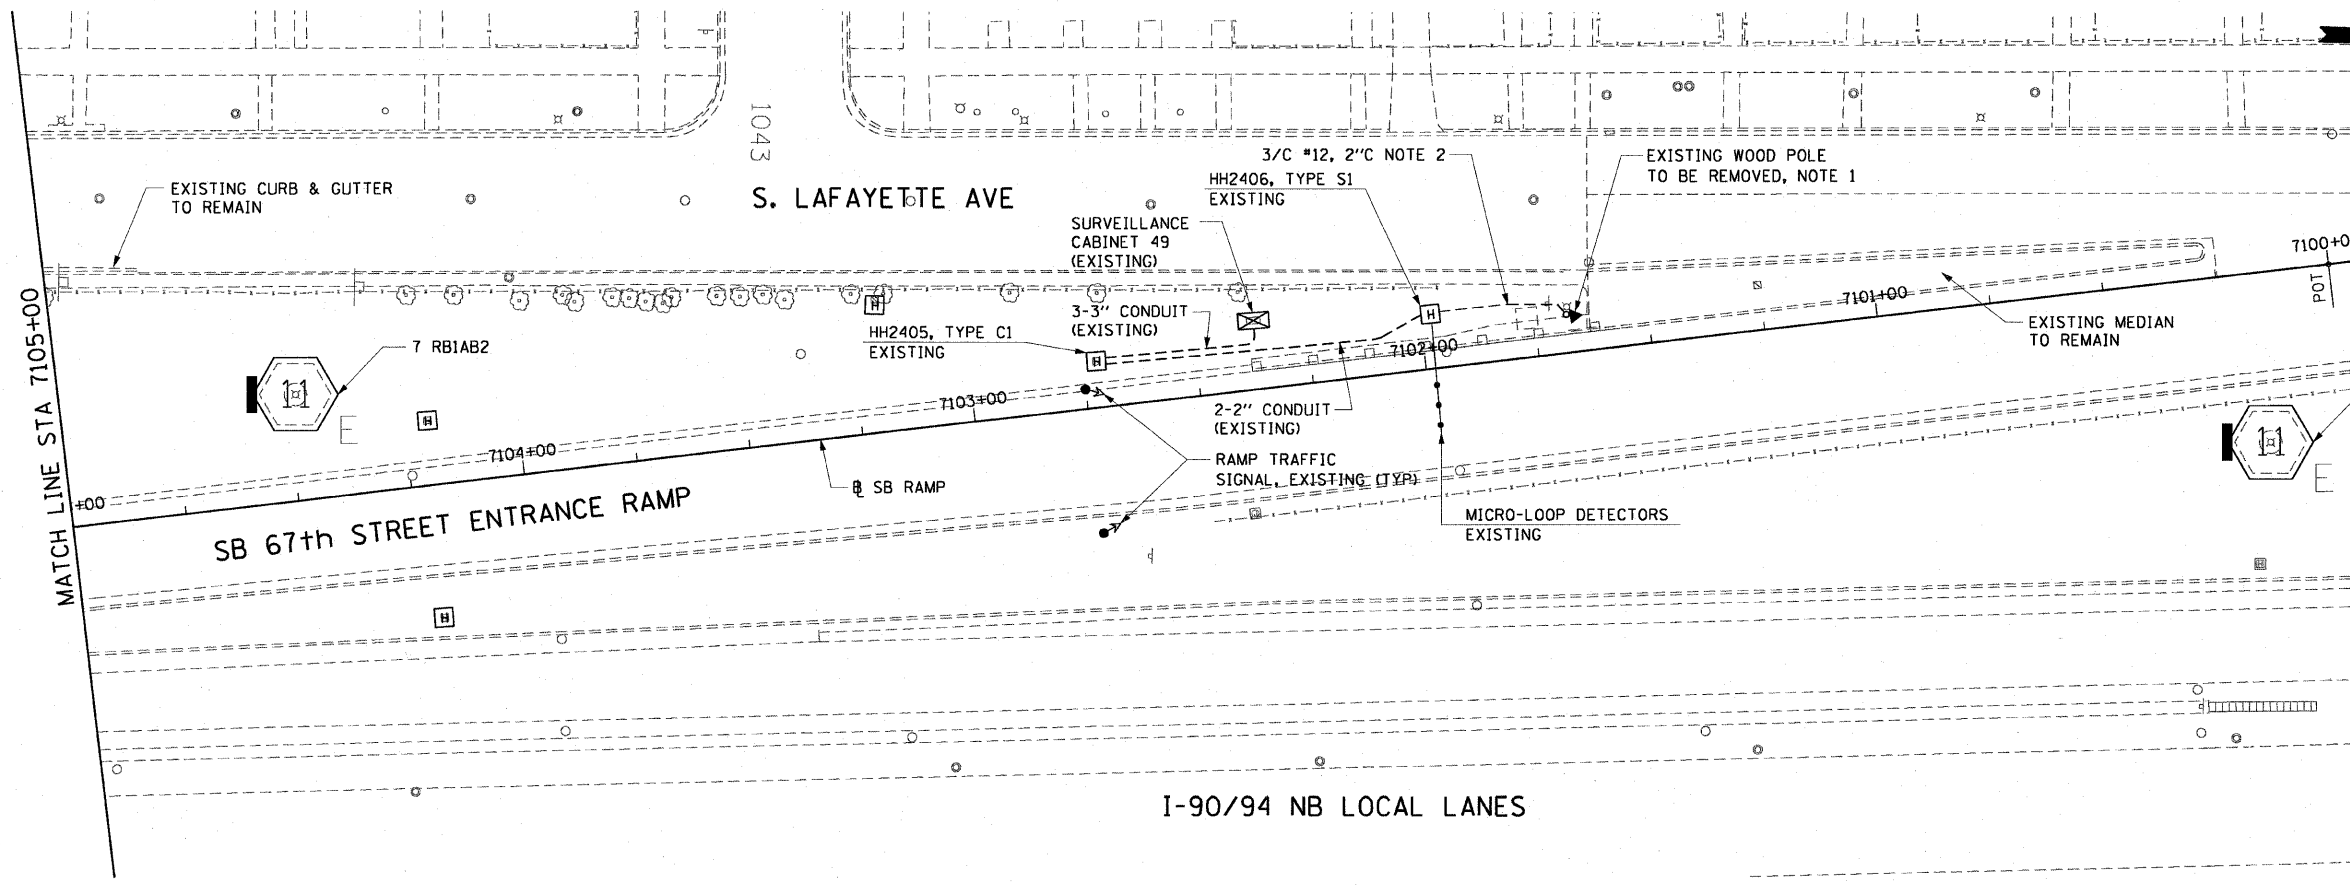 1043
3/C #12, 2"C NOTE 2
EXISTING WOOD POLE
TO BE REMOVED, NOTE 1
HH2406, TYPE S1
EXISTING
EXISTING CURB & GUTTER
TO REMAIN
S. LAFAYETTE AVE
SURVEILLANCE
CABINET 49
(EXISTING)
7100+0
POT
7101+00
3-3" CONDUIT
(EXISTING)
H
H
EXISTING MEDIAN
TO REMAIN
HH2405, TYPE C1
EXISTING
H
7102+00
7 RB1AB2
11
E
H
7103+00
2-2" CONDUIT
(EXISTING)
11
E
7104+00
RAMP TRAFFIC
SIGNAL, EXISTING (TYP)
SB RAMP
MATCH LINE STA 7105+00
+00
SB 67th STREET ENTRANCE RAMP
MICRO-LOOP DETECTORS
EXISTING
H
I-90/94 NB LOCAL LANES